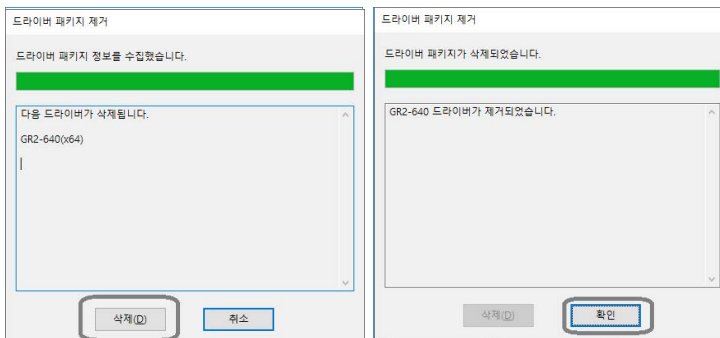 드라이버 패키지 제거
드라이버 패키지 정보를 수집했습니다.
다음 드라이버가 삭제됩니다.
GR2-640(x64)
삭제(D)
취소
드라이버 패키지 제거
드라이버 패키지가 삭제되었습니다.
GR2-640 드라이버가 제거되었습니다.
삭제(D)
확인